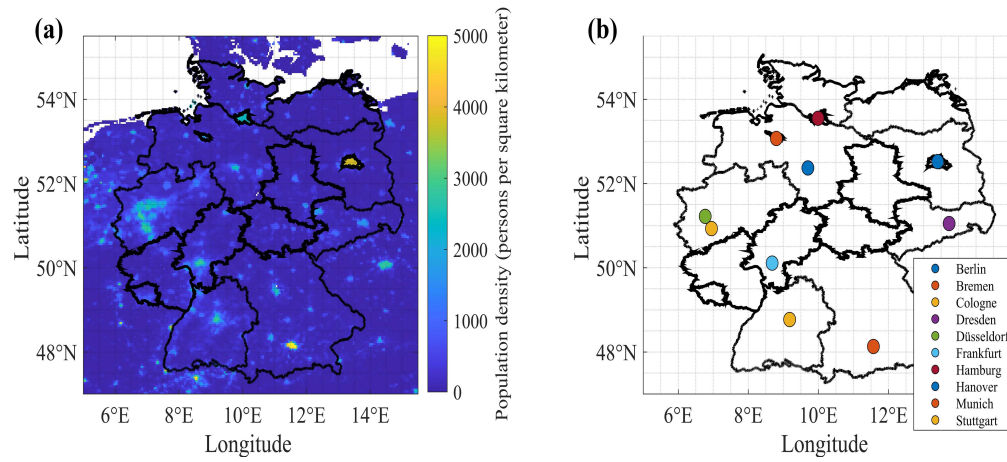 (a)
54°N
52°N
50°N
48°N
Latitude
6°E 8°E 10°E 12°E 14°E
Longitude
5000
4000
3000
2000
1000
0
Population density (persons per square kilometer)
(b)
54°N
52°N
50°N
48°N
Latitude
6°E 8°E 10°E 12°E
Longitude
Berlin
Bremen
Cologne
Dresden
Düsseldorf
Frankfurt
Hamburg
Hanover
Munich
Stuttgart